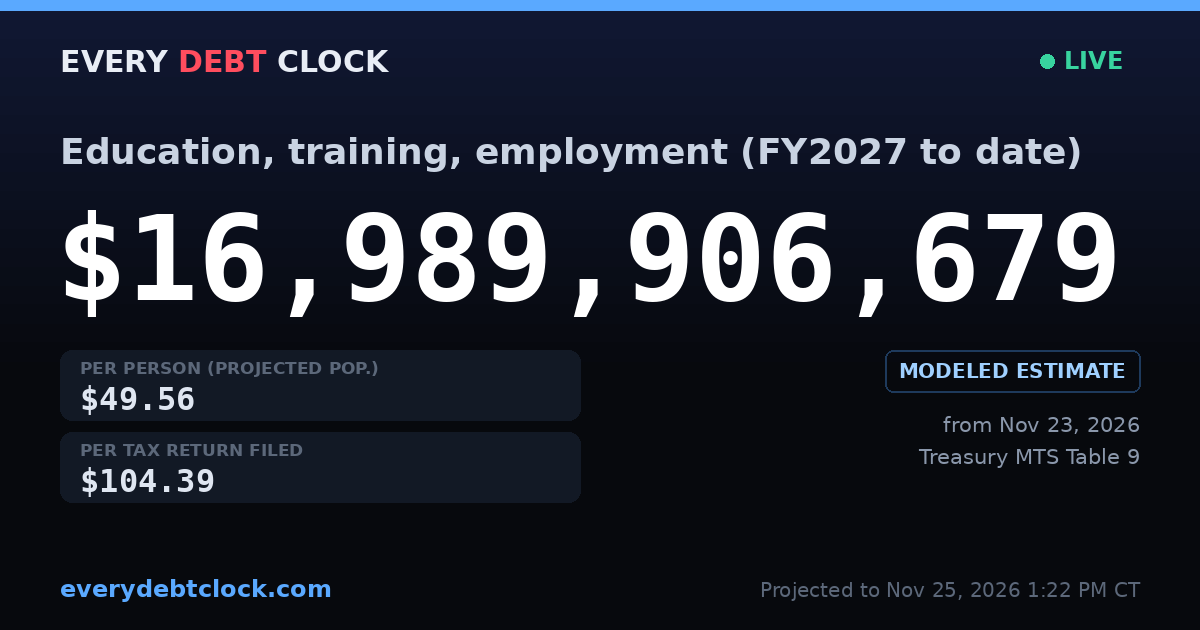 EVERY DEBT CLOCK
LIVE
Education, training, employment (FY2027 to date)
$16,989,906,679
PER PERSON (PROJECTED POP.)
$49.56
PER TAX RETURN FILED
$104.39
MODELED ESTIMATE
from Nov 23, 2026
Treasury MTS Table 9
everydebtclock.com
Projected to Nov 25, 2026 1:22 PM CT